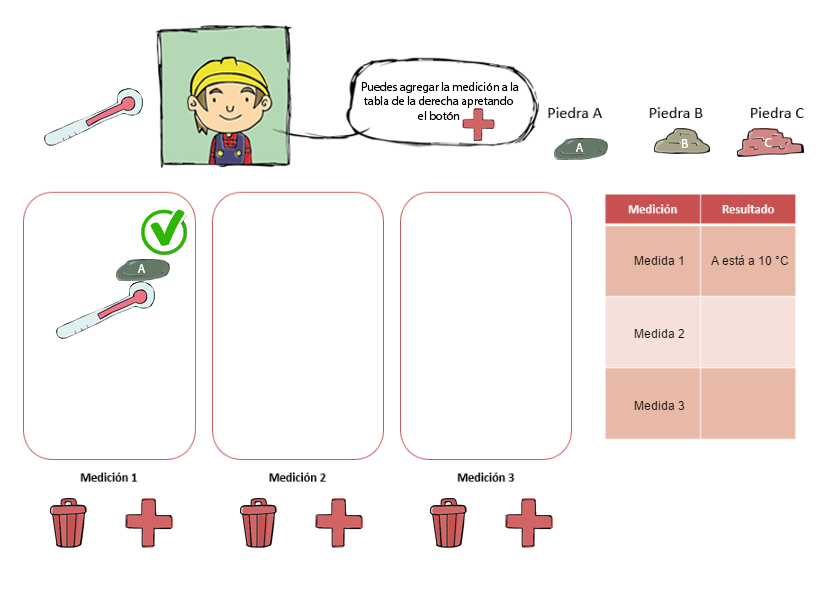 Puedes agregar la medición a la
tabla de la derecha apretando
el botón
Piedra A
Piedra B
Piedra C
A
B
C
A
Medición
Resultado
Medida 1
A está a 10 °C
Medida 2
Medida 3
Medición 1
Medición 2
Medición 3